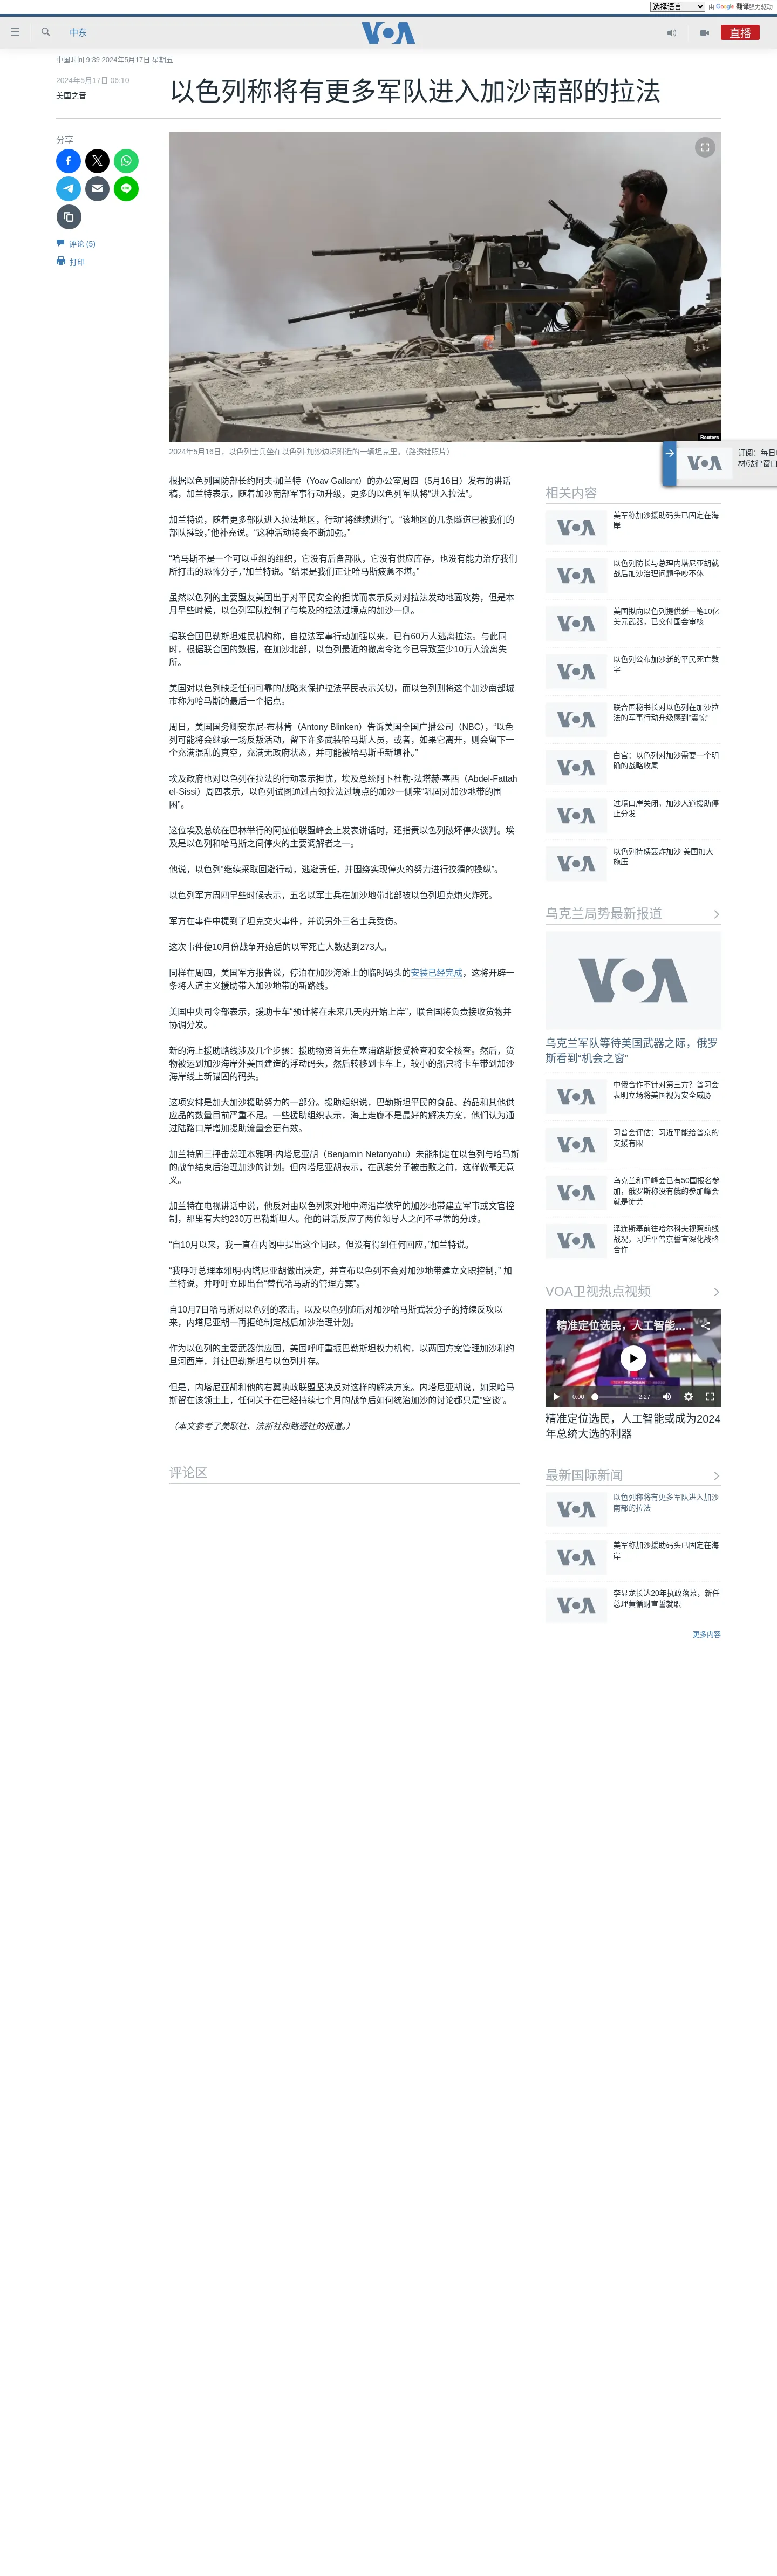 选择语言 由 Google 翻译强力驱动
中东
VOA
直播
中国时间 9:39 2024年5月17日 星期五
2024年5月17日 06:10
美国之音
以色列称将有更多军队进入加沙南部的拉法
分享
评论 (5)
打印
Reuters
2024年5月16日，以色列士兵坐在以色列-加沙边境附近的一辆坦克里。（路透社照片）
根据以色列国防部长约阿夫·加兰特（Yoav Gallant）的办公室周四（5月16日）发布的讲话
稿，加兰特表示，随着加沙南部军事行动升级，更多的以色列军队将“进入拉法”。
加兰特说，随着更多部队进入拉法地区，行动“将继续进行”。“该地区的几条隧道已被我们的
部队摧毁，”他补充说。“这种活动将会不断加强。”
“哈马斯不是一个可以重组的组织，它没有后备部队，它没有供应库存，也没有能力治疗我们
所打击的恐怖分子，”加兰特说。“结果是我们正让哈马斯疲惫不堪。”
虽然以色列的主要盟友美国出于对平民安全的担忧而表示反对对拉法发动地面攻势，但是本
月早些时候，以色列军队控制了与埃及的拉法过境点的加沙一侧。
据联合国巴勒斯坦难民机构称，自拉法军事行动加强以来，已有60万人逃离拉法。与此同
时，根据联合国的数据，在加沙北部，以色列最近的撤离令迄今已导致至少10万人流离失
所。
美国对以色列缺乏任何可靠的战略来保护拉法平民表示关切，而以色列则将这个加沙南部城
市称为哈马斯的最后一个据点。
周日，美国国务卿安东尼·布林肯（Antony Blinken）告诉美国全国广播公司（NBC），“以色
列可能将会继承一场反叛活动，留下许多武装哈马斯人员，或者，如果它离开，则会留下一
个充满混乱的真空，充满无政府状态，并可能被哈马斯重新填补。”
埃及政府也对以色列在拉法的行动表示担忧，埃及总统阿卜杜勒-法塔赫·塞西（Abdel-Fattah
el-Sissi）周四表示，以色列试图通过占领拉法过境点的加沙一侧来“巩固对加沙地带的围
困”。
这位埃及总统在巴林举行的阿拉伯联盟峰会上发表讲话时，还指责以色列破坏停火谈判。埃
及是以色列和哈马斯之间停火的主要调解者之一。
他说，以色列“继续采取回避行动，逃避责任，并围绕实现停火的努力进行狡猾的操纵”。
以色列军方周四早些时候表示，五名以军士兵在加沙地带北部被以色列坦克炮火炸死。
军方在事件中提到了坦克交火事件，并说另外三名士兵受伤。
这次事件使10月份战争开始后的以军死亡人数达到273人。
同样在周四，美国军方报告说，停泊在加沙海滩上的临时码头的安装已经完成，这将开辟一
条将人道主义援助带入加沙地带的新路线。
美国中央司令部表示，援助卡车“预计将在未来几天内开始上岸”，联合国将负责接收货物并
协调分发。
新的海上援助路线涉及几个步骤：援助物资首先在塞浦路斯接受检查和安全核查。然后，货
物被运到加沙海岸外美国建造的浮动码头，然后转移到卡车上，较小的船只将卡车带到加沙
海岸线上新锚固的码头。
这项安排是加大加沙援助努力的一部分。援助组织说，巴勒斯坦平民的食品、药品和其他供
应品的数量目前严重不足。一些援助组织表示，海上走廊不是最好的解决方案，他们认为通
过陆路口岸增加援助流量会更有效。
加兰特周三抨击总理本雅明·内塔尼亚胡（Benjamin Netanyahu）未能制定在以色列与哈马斯
的战争结束后治理加沙的计划。但内塔尼亚胡表示，在武装分子被击败之前，这样做毫无意
义。
加兰特在电视讲话中说，他反对由以色列来对地中海沿岸狭窄的加沙地带建立军事或文官控
制，那里有大约230万巴勒斯坦人。他的讲话反应了两位领导人之间不寻常的分歧。
“自10月以来，我一直在内阁中提出这个问题，但没有得到任何回应，”加兰特说。
“我呼吁总理本雅明·内塔尼亚胡做出决定，并宣布以色列不会对加沙地带建立文职控制，” 加
兰特说，并呼吁立即出台“替代哈马斯的管理方案”。
自10月7日哈马斯对以色列的袭击，以及以色列随后对加沙哈马斯武装分子的持续反攻以
来，内塔尼亚胡一再拒绝制定战后加沙治理计划。
作为以色列的主要武器供应国，美国呼吁重振巴勒斯坦权力机构，以两国方案管理加沙和约
旦河西岸，并让巴勒斯坦与以色列并存。
但是，内塔尼亚胡和他的右翼执政联盟坚决反对这样的解决方案。内塔尼亚胡说，如果哈马
斯留在该领土上，任何关于在已经持续七个月的战争后如何统治加沙的讨论都只是“空谈”。
（本文参考了美联社、法新社和路透社的报道。）
评论区
VOA
订阅：每日
材/法律窗口
相关内容
VOA
美军称加沙援助码头已固定在海
岸
VOA
以色列防长与总理内塔尼亚胡就
战后加沙治理问题争吵不休
VOA
美国拟向以色列提供新一笔10亿
美元武器，已交付国会审核
VOA
以色列公布加沙新的平民死亡数
字
VOA
联合国秘书长对以色列在加沙拉
法的军事行动升级感到“震惊”
VOA
白宫：以色列对加沙需要一个明
确的战略收尾
VOA
过境口岸关闭，加沙人道援助停
止分发
VOA
以色列持续轰炸加沙 美国加大
施压
乌克兰局势最新报道
VOA
乌克兰军队等待美国武器之际，俄罗
斯看到“机会之窗”
VOA
中俄合作不针对第三方？普习会
表明立场将美国视为安全威胁
VOA
习普会评估：习近平能给普京的
支援有限
VOA
乌克兰和平峰会已有50国报名参
加，俄罗斯称没有俄的参加峰会
就是徒劳
VOA
泽连斯基前往哈尔科夫视察前线
战况，习近平普京誓言深化战略
合作
VOA卫视热点视频
精准定位选民，人工智能...
0:00 2:27
精准定位选民，人工智能或成为2024
年总统大选的利器
最新国际新闻
VOA
以色列称将有更多军队进入加沙
南部的拉法
VOA
美军称加沙援助码头已固定在海
岸
VOA
李显龙长达20年执政落幕，新任
总理黄循财宣誓就职
更多内容